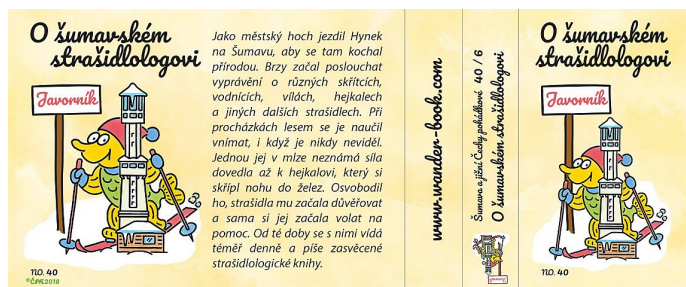 O šumavském
strašidlologovi
Javorník
NO. 40
©ČIPER2018
Jako městský hoch jezdil Hynek
na Šumavu, aby se tam kochal
přírodou. Brzy začal poslouchat
vyprávění o různých skřítcích,
vodnících, vílách, hejkalech
a jiných dalších strašidlech. Při
procházkách lesem se je naučil
vnímat, i když je nikdy neviděl.
Jednou jej v mlze neznámá síla
dovedla až k hejkalovi, který si
skřípl nohu do želez. Osvobodil
ho, strašidla mu začala důvěřovat
a sama si jej začala volat na
pomoc. Od té doby se s nimi vídá
téměř denně a píše zasvěcené
strašidlologické knihy.
www.wander-book.com
Šumava a jižní Čechy pohádkové 40 / 6
O šumavském strašidlologovi
O šumavském
strašidlologovi
Javorník
NO. 40